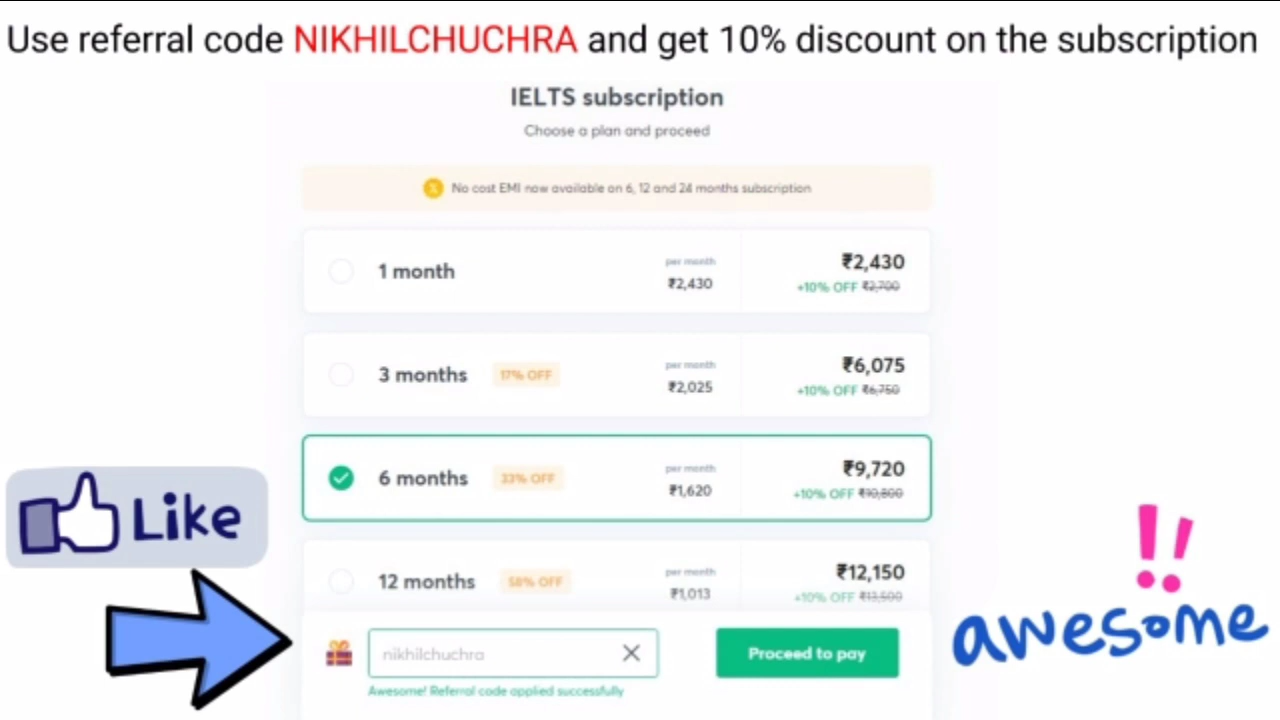 Use referral code NIKHILCHUCHRA and get 10% discount on the subscription
IELTS subscription
Choose a plan and proceed
No cost EMI now available on 6, 12 and 24 months subscription
1 month
per month
₹2,430
₹2,430
+10% OFF ₹2,700
3 months 17% OFF
per month
₹2,025
₹6,075
+10% OFF ₹6,750
6 months 33% OFF
per month
₹1,620
₹9,720
+10% OFF ₹10,800
Like
12 months 58% OFF
per month
₹1,013
₹12,150
+10% OFF ₹13,500
!!
awesome
nikhilchuchra
Proceed to pay
Awesome! Referral code applied successfully